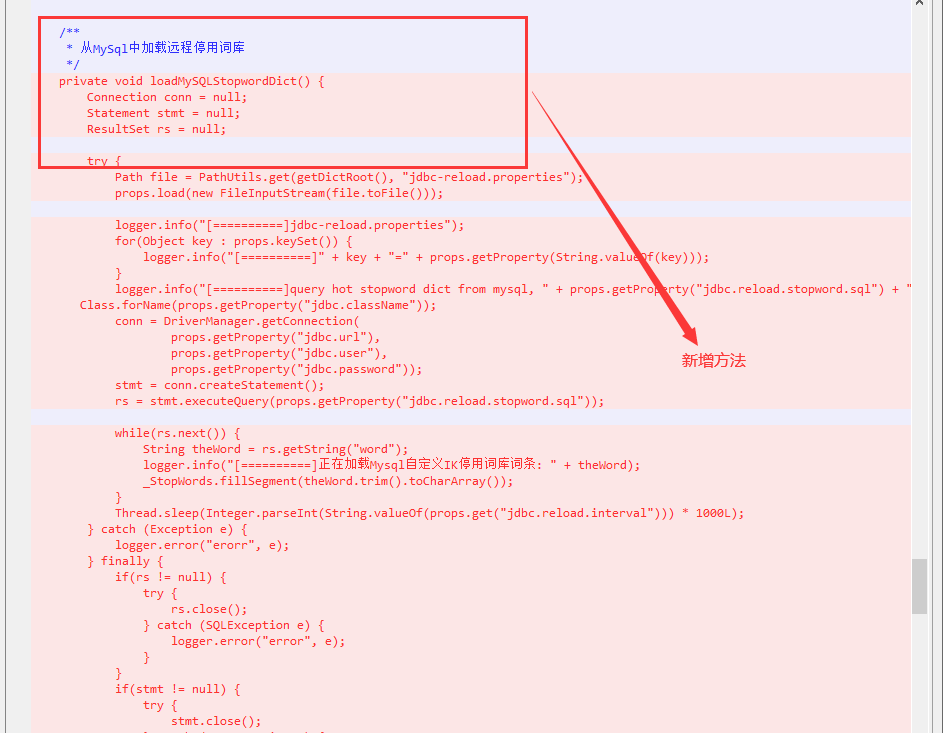 /**
 * 从MySql中加载远程停用词库
 */
private void loadMySQLStopwordDict() {
    Connection conn = null;
    Statement stmt = null;
    ResultSet rs = null;
    try {
        Path file = PathUtils.get(getDictRoot(), "jdbc-reload.properties");
        props.load(new FileInputStream(file.toFile()));
        logger.info("[==========]jdbc-reload.properties");
        for(Object key : props.keySet()) {
            logger.info("[==========]" + key + "=" + props.getProperty(String.valueOf(key)));
        }
        logger.info("[==========]query hot stopword dict from mysql, " + props.getProperty("jdbc.reload.stopword.sql") + "
   Class.forName(props.getProperty("jdbc.className"));
        conn = DriverManager.getConnection(
                props.getProperty("jdbc.url"),
                props.getProperty("jdbc.user"),
                props.getProperty("jdbc.password"));
新增方法
        stmt = conn.createStatement();
        rs = stmt.executeQuery(props.getProperty("jdbc.reload.stopword.sql"));
        while(rs.next()) {
            String theWord = rs.getString("word");
            logger.info("[==========]正在加载Mysql自定义IK停用词库词条: " + theWord);
            _StopWords.fillSegment(theWord.trim().toCharArray());
        }
        Thread.sleep(Integer.parseInt(String.valueOf(props.get("jdbc.reload.interval"))) * 1000L);
    } catch (Exception e) {
        logger.error("erorr", e);
    } finally {
        if(rs != null) {
            try {
                rs.close();
            } catch (SQLException e) {
                logger.error("error", e);
            }
        }
        if(stmt != null) {
            try {
                stmt.close();